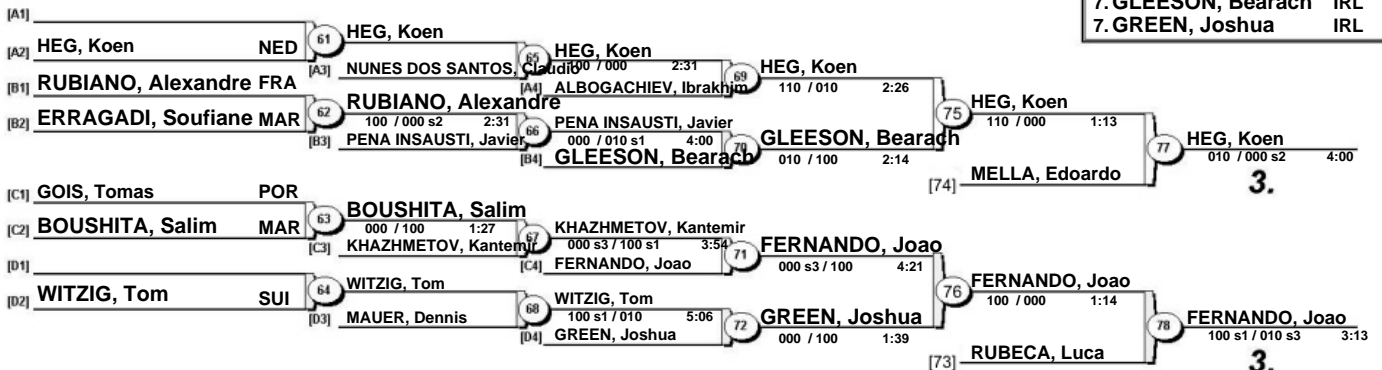 7. GLEESON, Bearach IRL
7. GREEN, Joshua IRL
[A1]
[A2] HEG, Koen NED
61
HEG, Koen
[A3] NUNES DOS SANTOS, Claudio
65
HEG, Koen
100 / 000 2:31
[A4] ALBOGACHIEV, Ibrakhim
69
HEG, Koen
110 / 010 2:26
[B1] RUBIANO, Alexandre FRA
[B2] ERRAGADI, Soufiane MAR
62
RUBIANO, Alexandre
100 / 000 s2 2:31
[B3] PENA INSAUSTI, Javier
66
PENA INSAUSTI, Javier
000 / 010 s1 4:00
[B4] GLEESON, Bearach
70
GLEESON, Bearach
010 / 100 2:14
75
HEG, Koen
110 / 000 1:13
[74] MELLA, Edoardo
77
HEG, Koen
010 / 000 s2 4:00
3.
[C1] GOIS, Tomas POR
[C2] BOUSHITA, Salim MAR
63
BOUSHITA, Salim
000 / 100 1:27
[C3] KHAZHMETOV, Kantemir
67
KHAZHMETOV, Kantemir
000 s3 / 100 s1 3:54
[C4] FERNANDO, Joao
71
FERNANDO, Joao
000 s3 / 100 4:21
[D1]
[D2] WITZIG, Tom SUI
64
WITZIG, Tom
[D3] MAUER, Dennis
68
WITZIG, Tom
100 s1 / 010 5:06
[D4] GREEN, Joshua
72
GREEN, Joshua
000 / 100 1:39
76
FERNANDO, Joao
100 / 000 1:14
[73] RUBECA, Luca
78
FERNANDO, Joao
100 s1 / 010 s3 3:13
3.